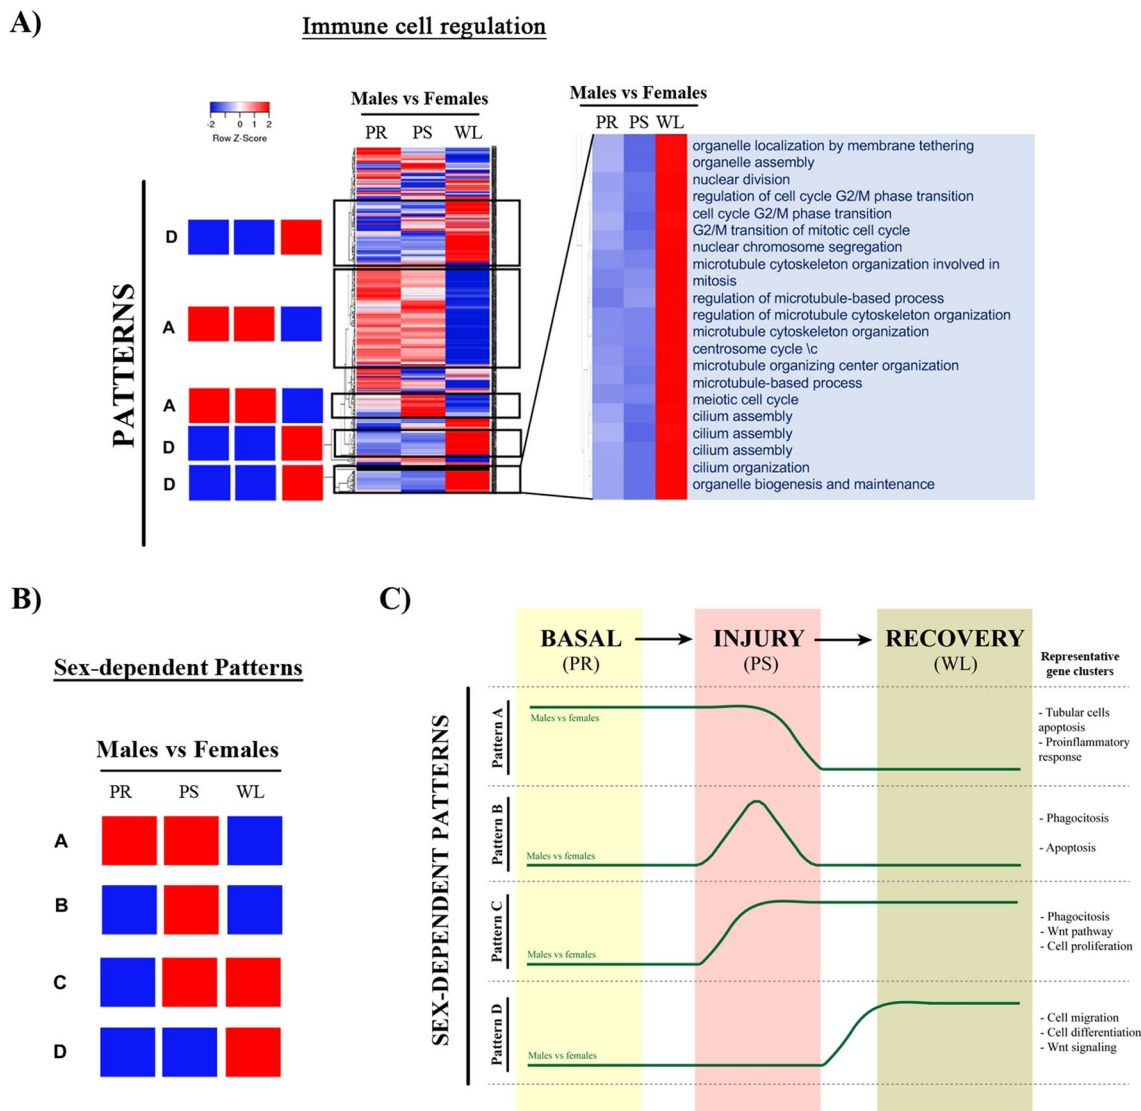 A)
Immune cell regulation
Males vs Females
PR PS WL
-2 0 1 2
Row Z-Score
PATTERNS
D
A
A
D
D
Males vs Females
PR PS WL
organelle localization by membrane tethering
organelle assembly
nuclear division
regulation of cell cycle G2/M phase transition
cell cycle G2/M phase transition
G2/M transition of mitotic cell cycle
nuclear chromosome segregation
microtubule cytoskeleton organization involved in
mitosis
regulation of microtubule-based process
regulation of microtubule cytoskeleton organization
microtubule cytoskeleton organization
centrosome cycle \c
microtubule organizing center organization
microtubule-based process
meiotic cell cycle
cilium assembly
cilium assembly
cilium assembly
cilium organization
organelle biogenesis and maintenance
B)
Sex-dependent Patterns
Males vs Females
PR PS WL
A
B
C
D
C)
BASAL
(PR)
INJURY
(PS)
RECOVERY
(WL)
Representative
gene clusters
SEX-DEPENDENT PATTERNS
Pattern A
Males vs females
- Tubular cells
apoptosis
- Proinflammatory
response
Pattern B
Males vs females
- Phagocitosis
- Apoptosis
Pattern C
Males vs females
- Phagocitosis
- Wnt pathway
- Cell proliferation
Pattern D
Males vs females
- Cell migration
- Cell differentiation
- Wnt signaling